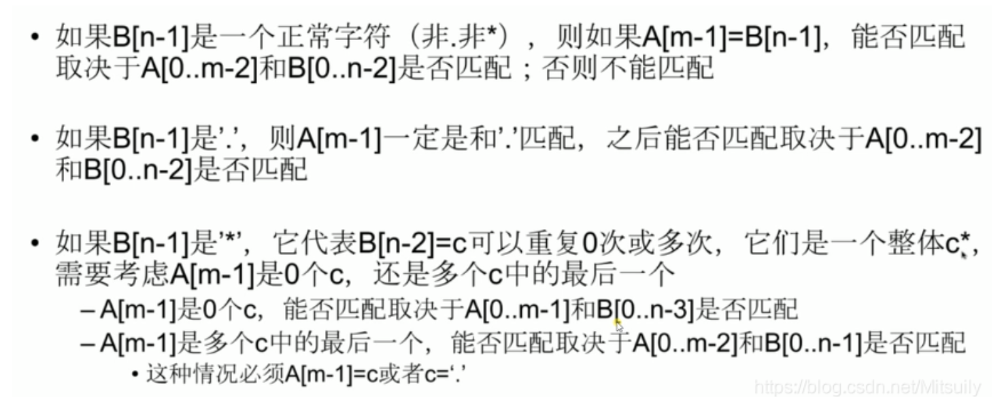 • 如果B[n-1]是一个正常字符（非.非*），则如果A[m-1]=B[n-1]，能否匹配
取决于A[0..m-2]和B[0..n-2]是否匹配；否则不能匹配
• 如果B[n-1]是’.’，则A[m-1]一定是和’.’匹配，之后能否匹配取决于A[0..m-2]
和B[0..n-2]是否匹配
• 如果B[n-1]是’*’，它代表B[n-2]=c可以重复0次或多次，它们是一个整体c*,
需要考虑A[m-1]是0个c，还是多个c中的最后一个
– A[m-1]是0个c，能否匹配取决于A[0..m-1]和B[0..n-3]是否匹配
– A[m-1]是多个c中的最后一个，能否匹配取决于A[0..m-2]和B[0..n-1]是否匹配
• 这种情况必须A[m-1]=c或者c=‘.’
https://blog.csdn.net/Mitsuily